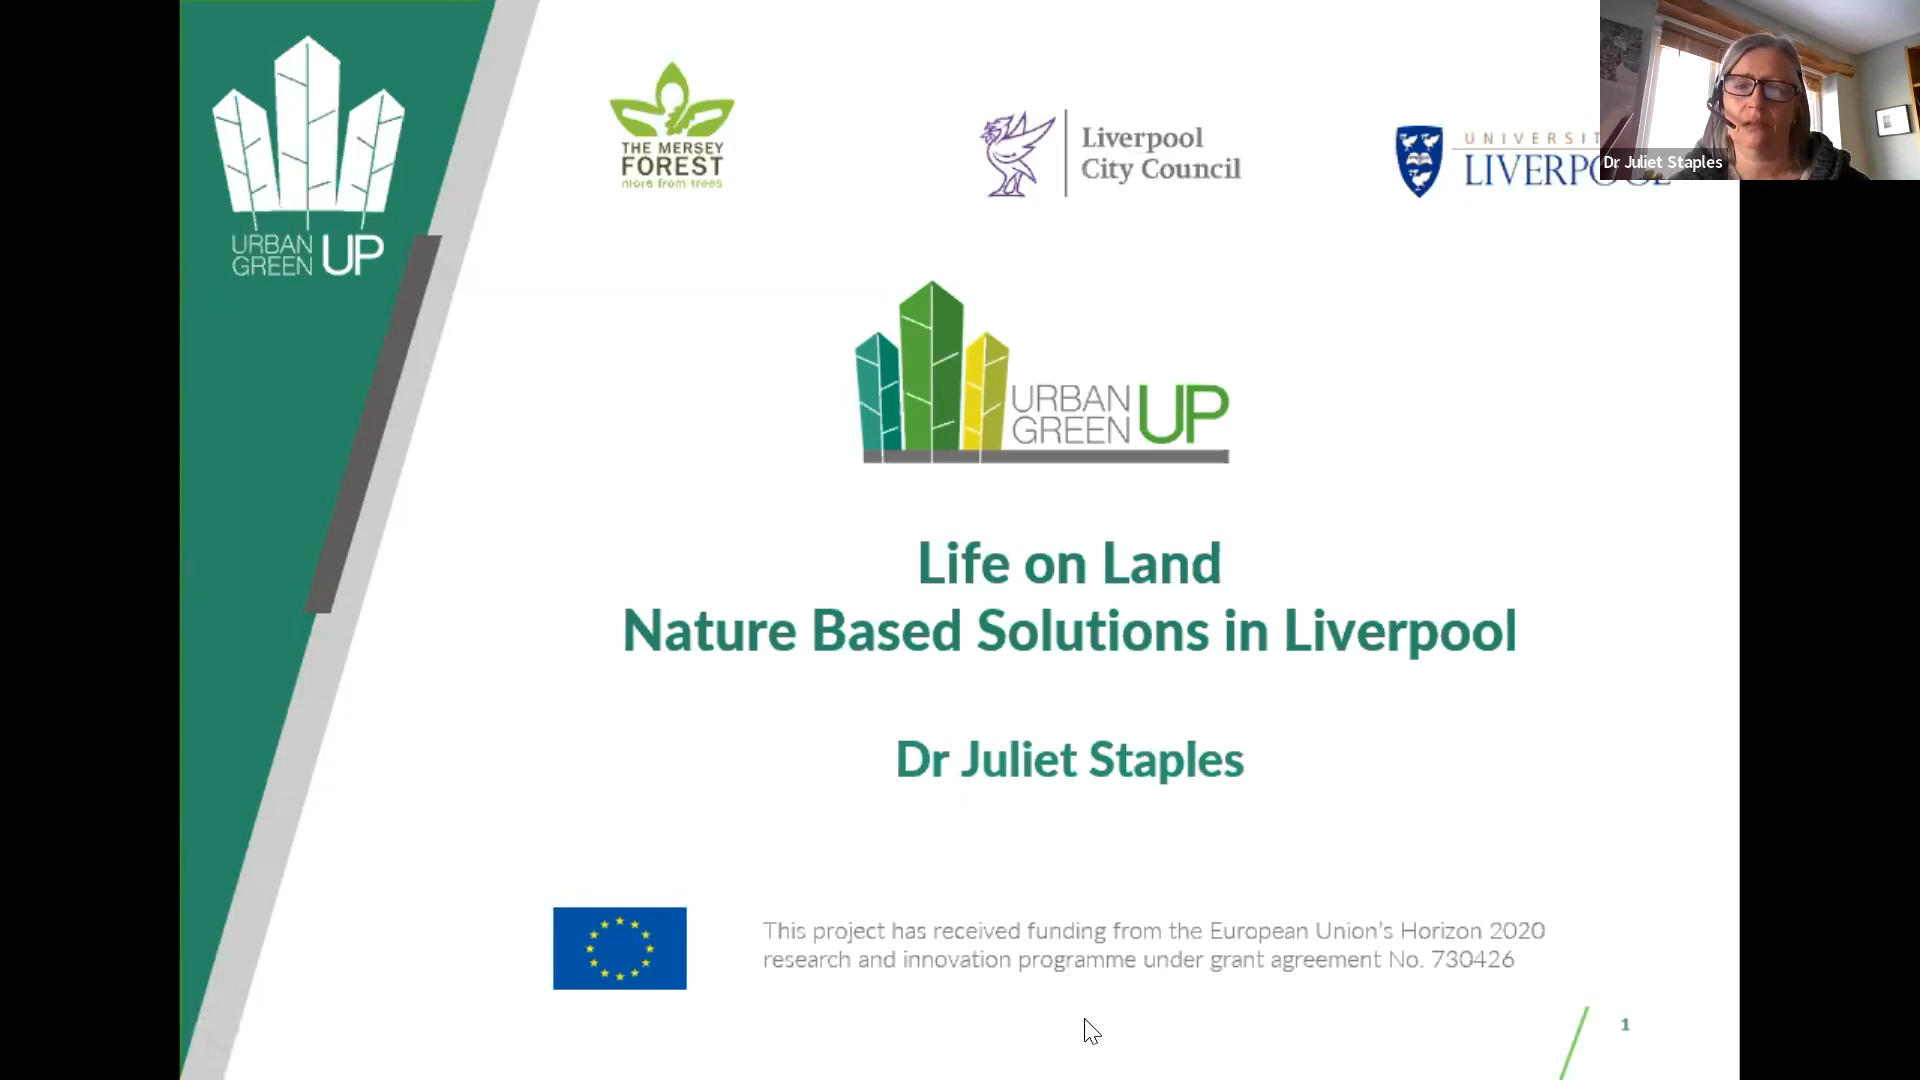 URBAN
GREEN UP
THE MERSEY
FOREST
more from trees
Liverpool
City Council
LIVERPOOL
Dr Juliet Staples
URBAN
GREEN UP
Life on Land
Nature Based Solutions in Liverpool
Dr Juliet Staples
This project has received funding from the European Union's Horizon 2020
research and innovation programme under grant agreement No. 730426
1